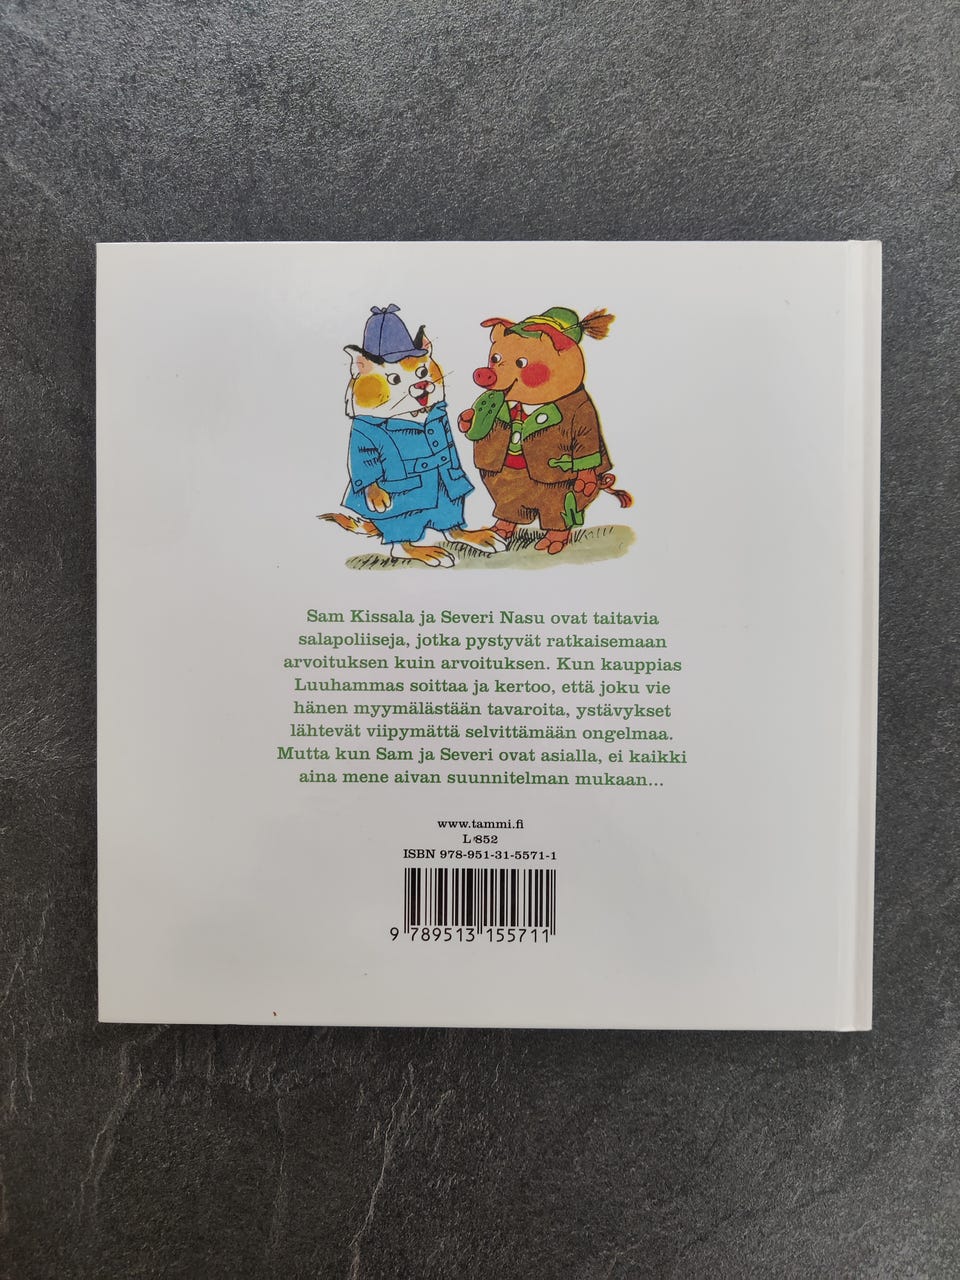 Sam Kissala ja Severi Nasu ovat taitavia
salapoliiseja, jotka pystyvät ratkaisemaan
arvoituksen kuin arvoituksen. Kun kauppias
Luuhammas soittaa ja kertoo, että joku vie
hänen myymälästään tavaroita, ystävykset
lähtevät viipymättä selvittämään ongelmaa.
Mutta kun Sam ja Severi ovat asialla, ei kaikki
aina mene aivan suunnitelman mukaan...
www.tammi.fi
L 852
ISBN 978-951-31-5571-1
9 789513 155711